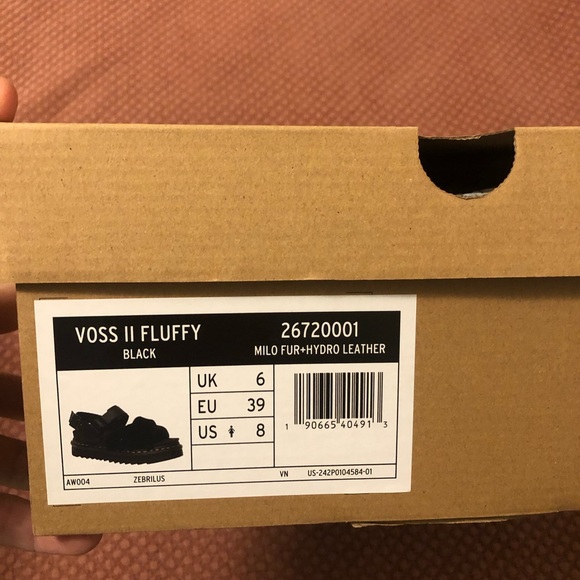 VOSS II FLUFFY
BLACK
26720001
MILO FUR+HYDRO LEATHER
UK 6
EU 39
US 8
1 90665 40491 3
AW004 ZEBRILUS VN US-242P0104584-01